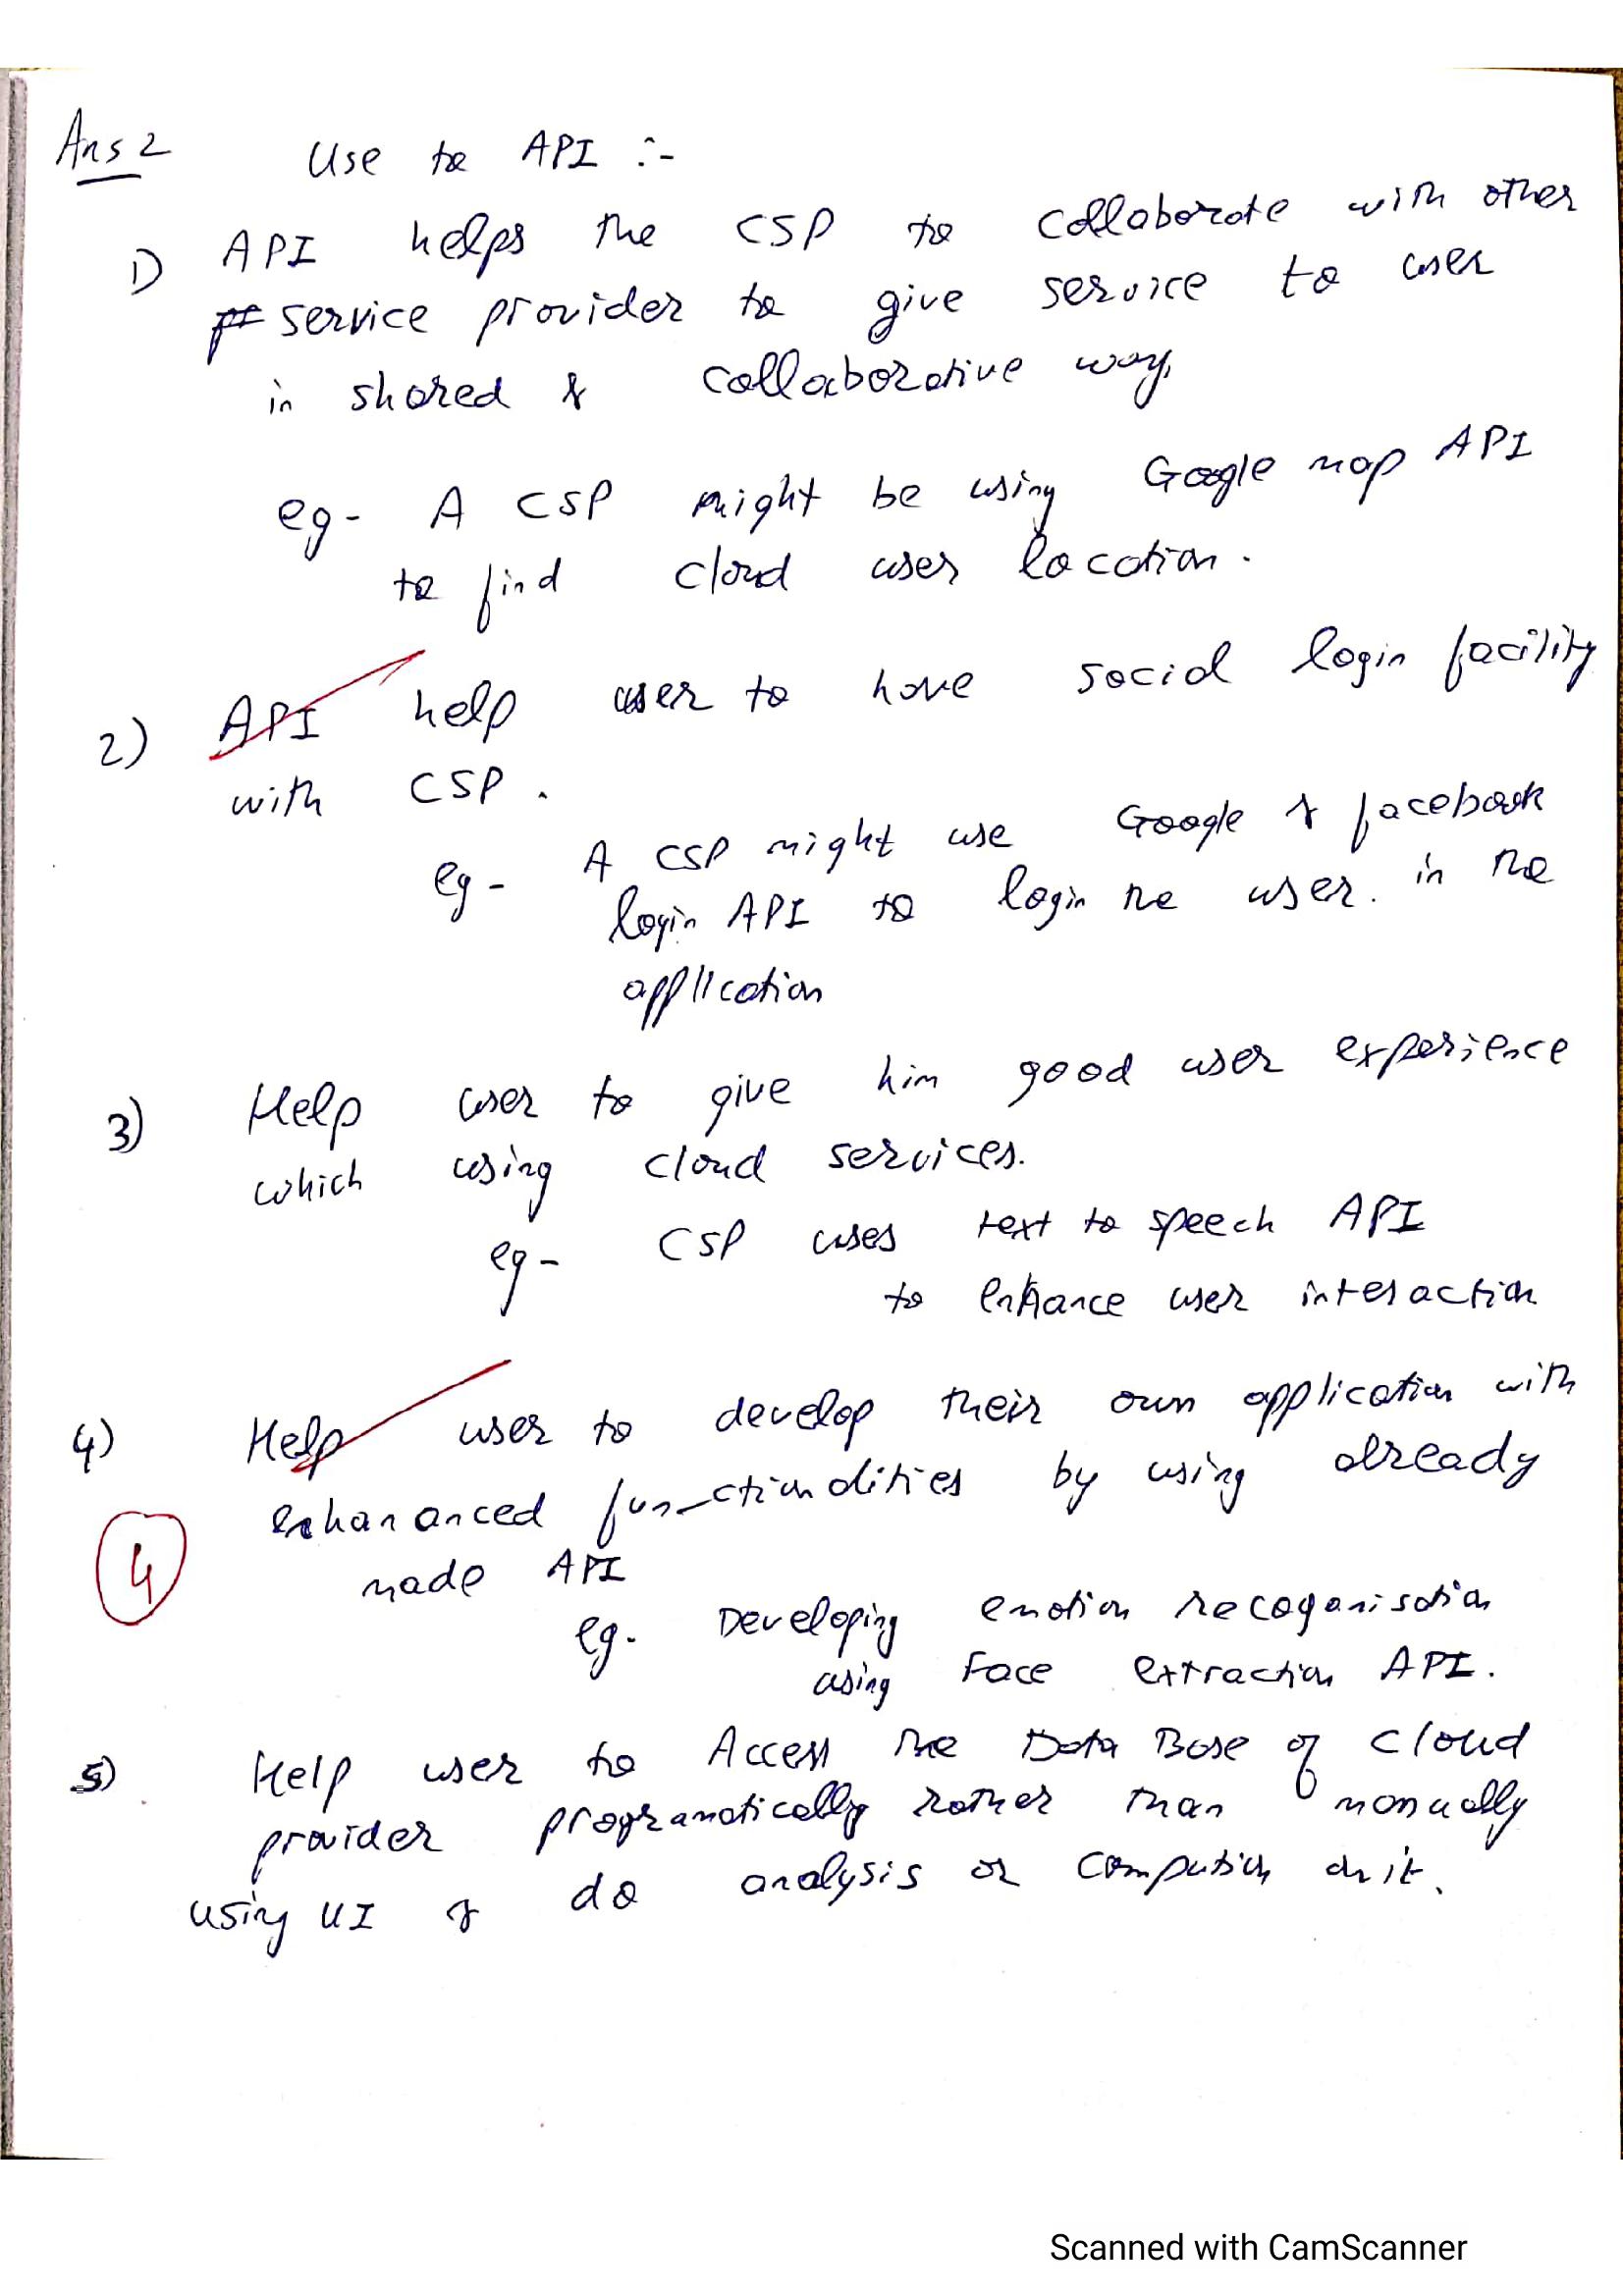 Ans 2 Use to API :-
1) API helps the CSP to collaborate with other
service provider to give service to user
in shared & collaborative way,
eg- A CSP might be using Google map API
to find cloud user location.
2) API help user to have social login facility
with CSP.
eg- A CSP might use Google & facebook
login API to login the user. in the
application
3) Help user to give him good user experience
which using cloud services.
eg- CSP uses text to speech API
to enhance user interaction
4) Help user to develop their own application with
enhananced functionalities by using already
made API
4
eg. Developing emotion recoganisation
using Face extraction API.
5) Help user to Access the Data Base of cloud
provider programatically rather than manually
using UI & do analysis or compution on it.
Scanned with CamScanner